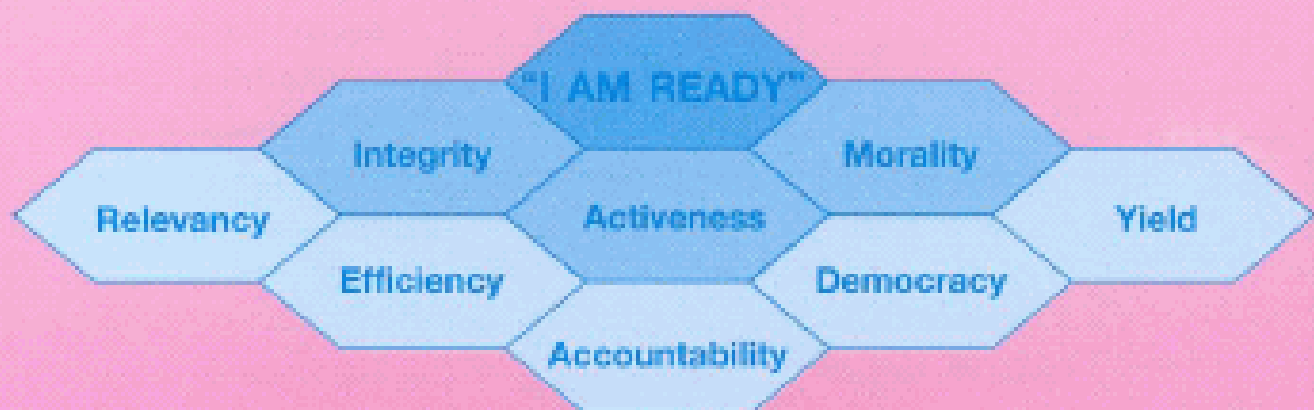 "I AM READY"
Integrity
Activeness
Morality
Relevancy
Efficiency
Accountability
Democracy
Yield